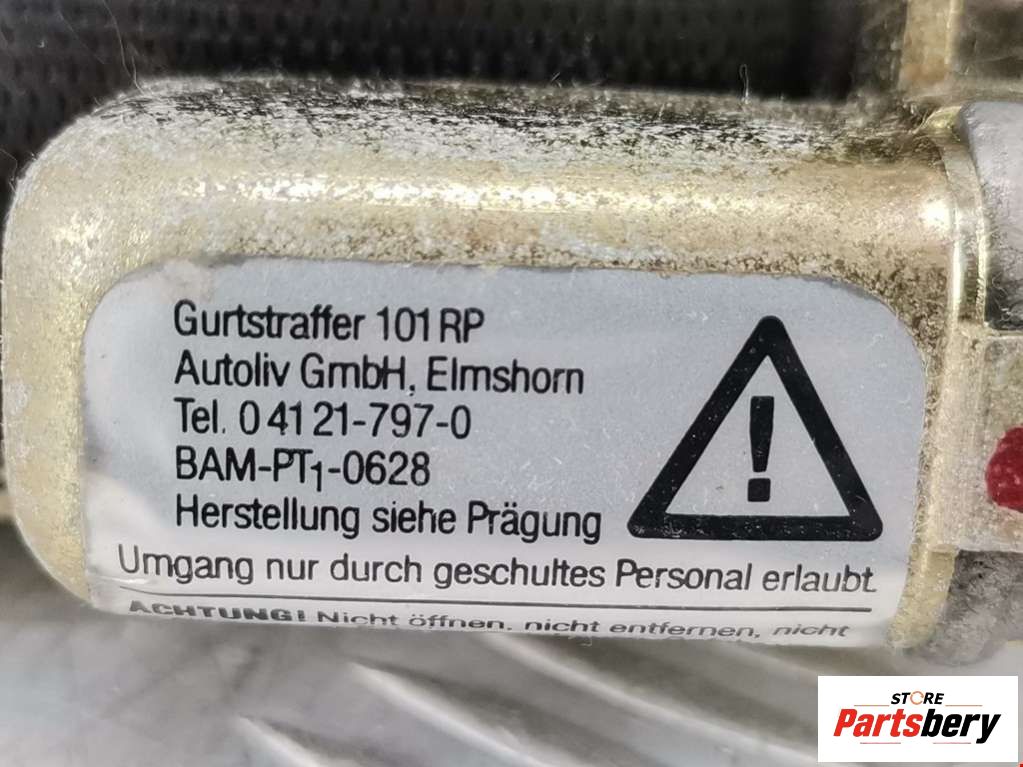 Gurtstraffer 101 RP
Autoliv GmbH, Elmshorn
Tel. 0 41 21-797-0
BAM-PT1-0628
Herstellung siehe Prägung
Umgang nur durch geschultes Personal erlaubt
ACHTUNG! Nicht öffnen, nicht entfernen, nicht
STORE
Partsbery